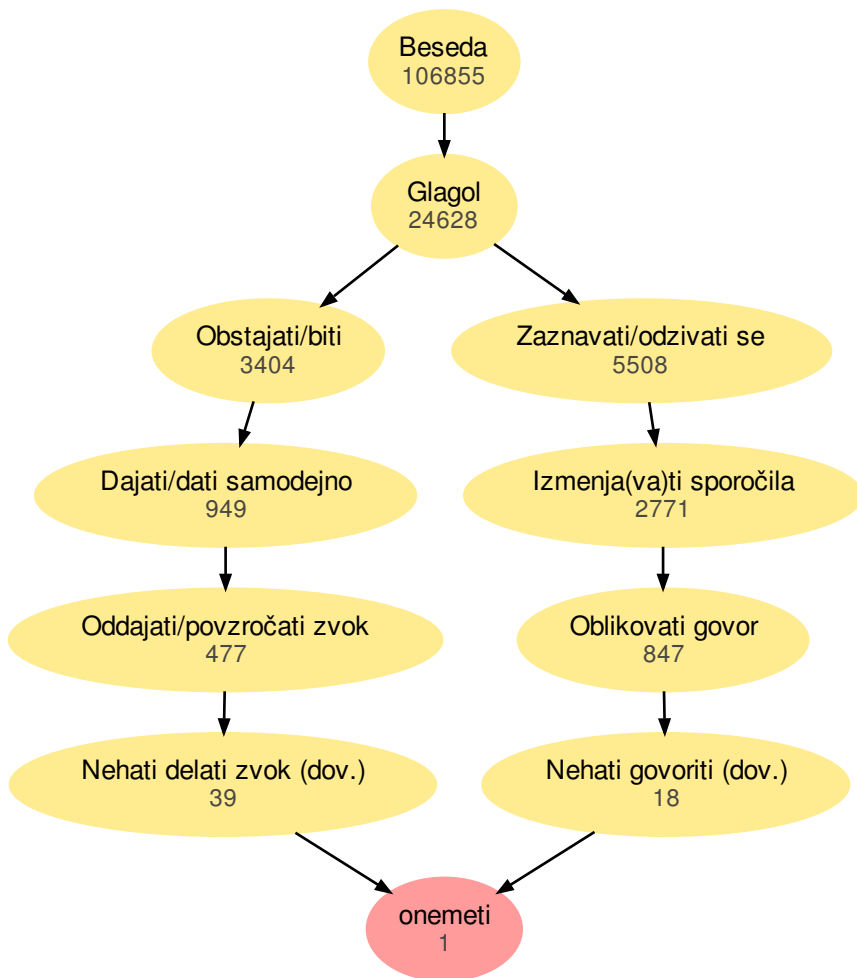 Beseda
106855
Glagol
24628
Obstajati/biti
3404
Zaznavati/odzivati se
5508
Dajati/dati samodejno
949
Izmenja(va)ti sporočila
2771
Oddajati/povzročati zvok
477
Oblikovati govor
847
Nehati delati zvok (dov.)
39
Nehati govoriti (dov.)
18
onemeti
1